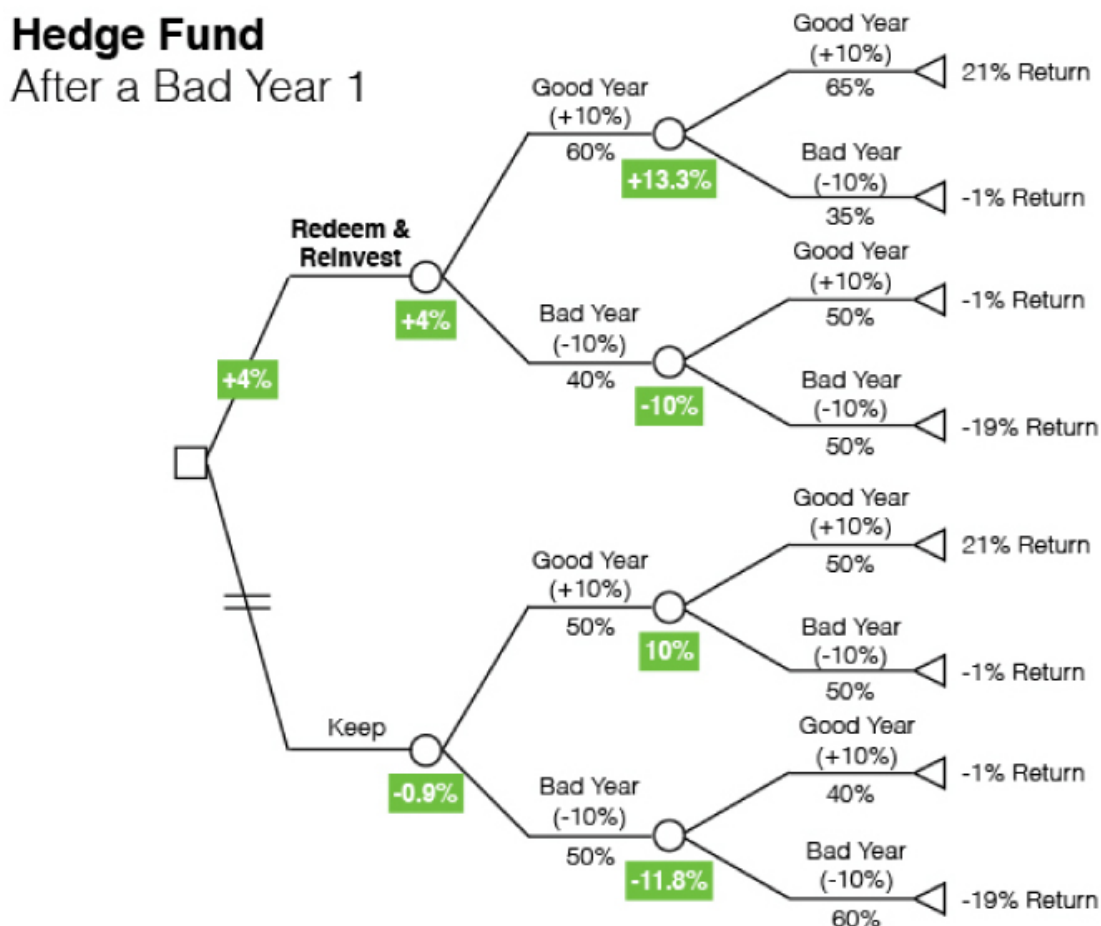 Hedge Fund
After a Bad Year 1
Good Year
(+10%)
65%
21% Return
Good Year
(+10%)
60%
+13.3%
Bad Year
(-10%)
35%
-1% Return
Redeem &
Reinvest
+4%
Good Year
(+10%)
50%
-1% Return
Bad Year
(-10%)
40%
-10%
Bad Year
(-10%)
50%
-19% Return
+4%
Good Year
(+10%)
50%
21% Return
Good Year
(+10%)
50%
10%
Bad Year
(-10%)
50%
-1% Return
Keep
-0.9%
Good Year
(+10%)
40%
-1% Return
Bad Year
(-10%)
50%
-11.8%
Bad Year
(-10%)
60%
-19% Return